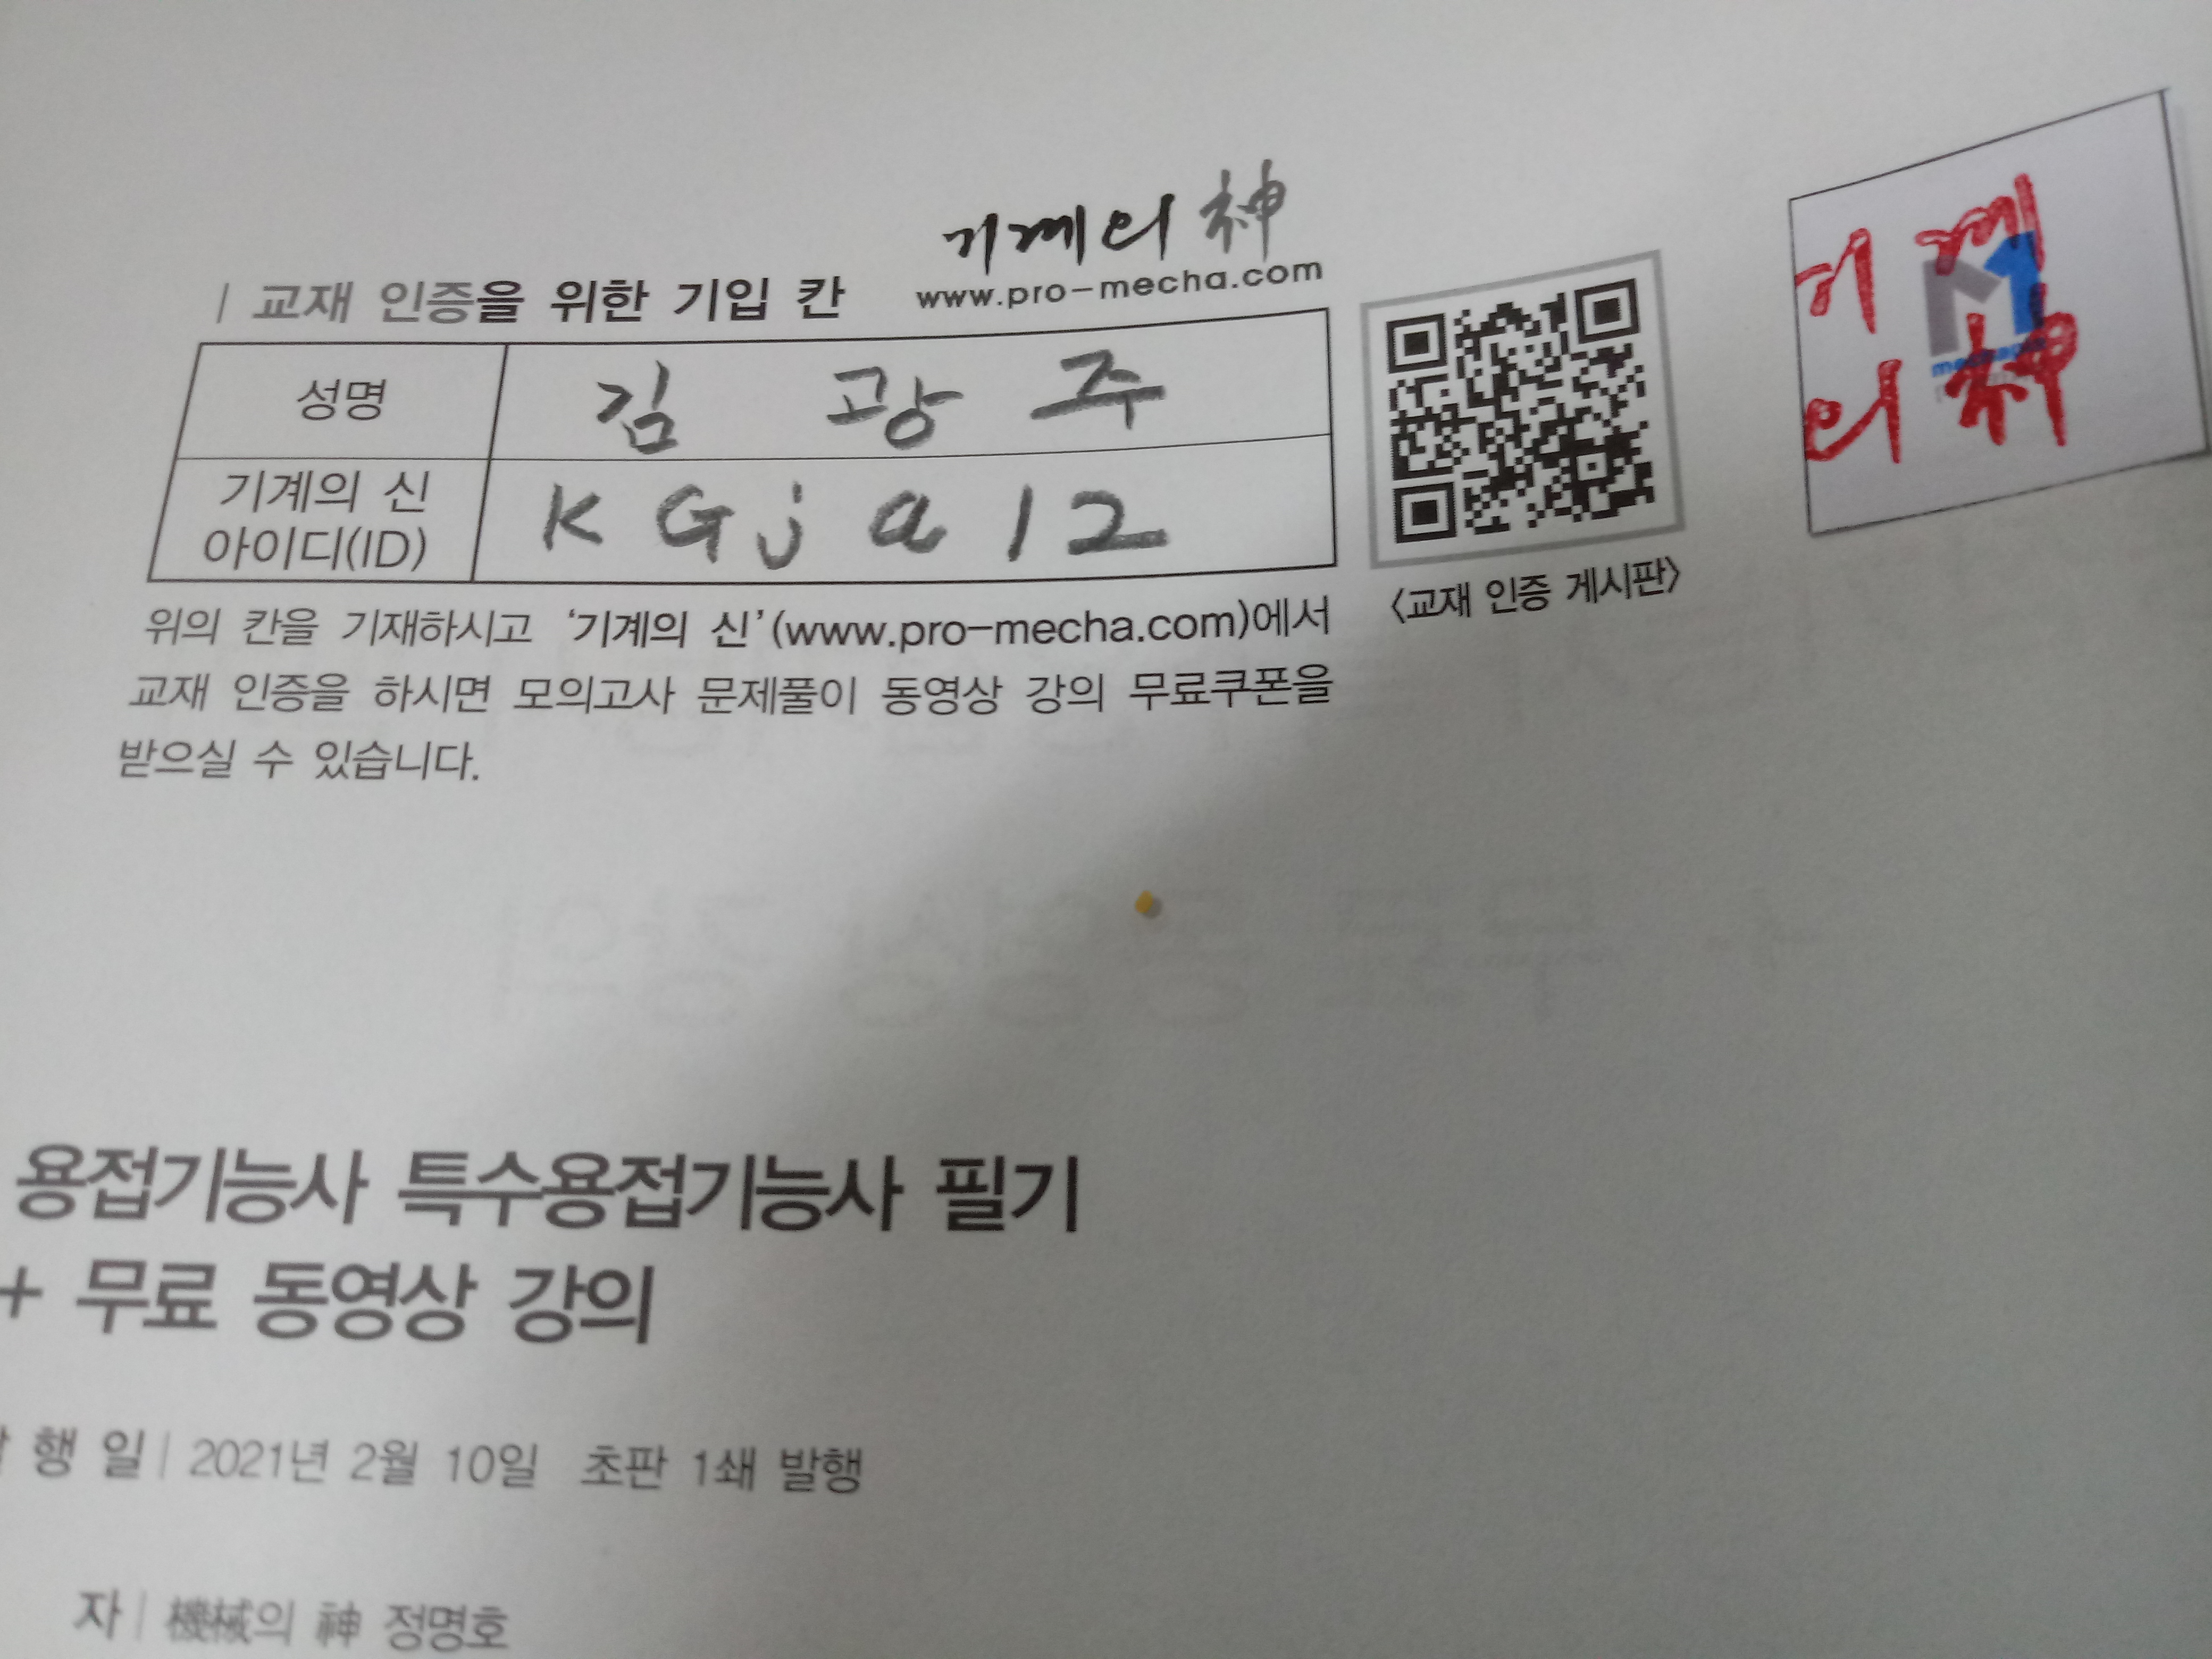 기계의 神
www.pro-mecha.com
| 교재 인증을 위한 기입 칸
성명 김 광 주
기계의 신
아이디(ID) KGja12
위의 칸을 기재하시고 '기계의 신'(www.pro-mecha.com)에서
교재 인증을 하시면 모의고사 문제풀이 동영상 강의 무료쿠폰을
받으실 수 있습니다.
<교재 인증 게시판>
기계
의神
M1
용접기능사 특수용접기능사 필기
+ 무료 동영상 강의
행 일 | 2021년 2월 10일 초판 1쇄 발행
자 | 機械의 神 정명호